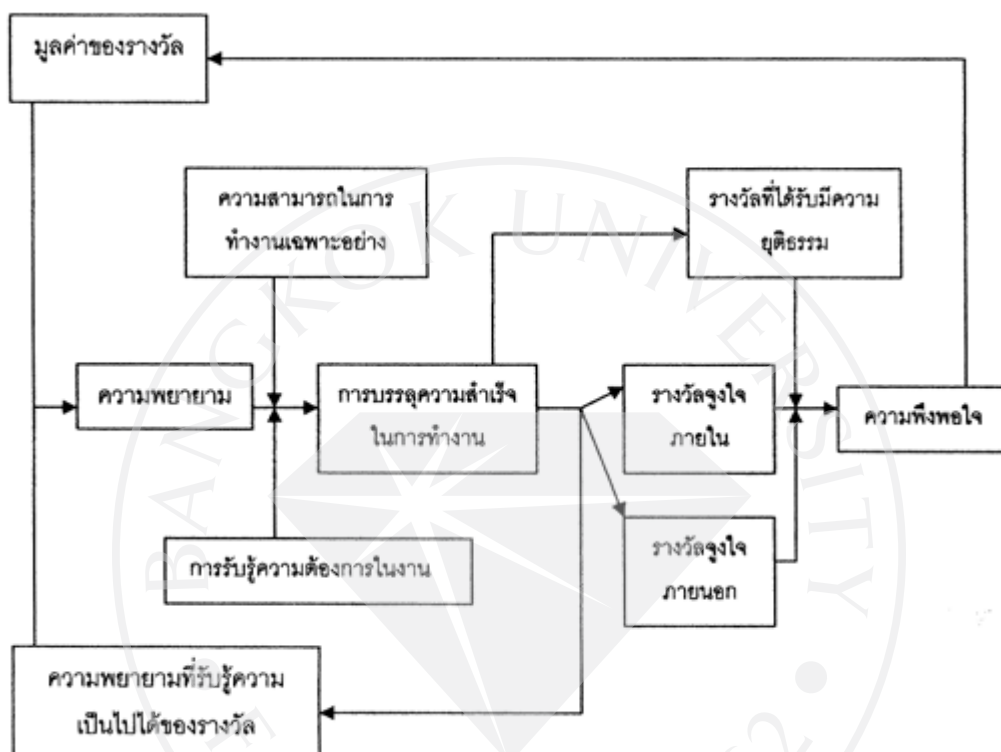 มูลค่าของรางวัล
ความสามารถในการ
ทำงานเฉพาะอย่าง
รางวัลที่ได้รับมีความ
ยุติธรรม
ความพยายาม
การบรรลุความสำเร็จ
ในการทำงาน
รางวัลจูงใจ
ภายใน
ความพึงพอใจ
การรับรู้ความต้องการในงาน
รางวัลจูงใจ
ภายนอก
ความพยายามที่รับรู้ความ
เป็นไปได้ของรางวัล
BANGKOK UNIVERSITY